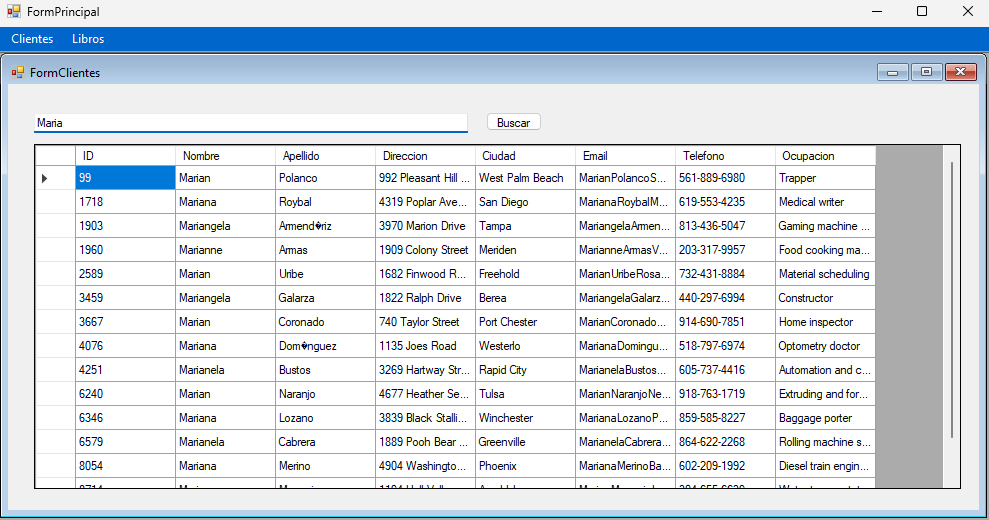 FormPrincipal
Clientes Libros
FormClientes
Maria Buscar
ID Nombre Apellido Direccion Ciudad Email Telefono Ocupacion
99 Marian Polanco 992 Pleasant Hill ... West Palm Beach MarianPolancoS... 561-889-6980 Trapper
1718 Mariana Roybal 4319 Poplar Ave... San Diego MarianaRoybalM... 619-553-4235 Medical writer
1903 Mariangela Armend�riz 3970 Marion Drive Tampa MariangelaArmen... 813-436-5047 Gaming machine ...
1960 Marianne Armas 1909 Colony Street Meriden MarianneArmasV... 203-317-9957 Food cooking ma...
2589 Marian Uribe 1682 Finwood R... Freehold MarianUribeRosa... 732-431-8884 Material scheduling
3459 Mariangela Galarza 1822 Ralph Drive Berea MariangelaGalarz... 440-297-6994 Constructor
3667 Marian Coronado 740 Taylor Street Port Chester MarianCoronado... 914-690-7851 Home inspector
4076 Mariana Dom�nguez 1135 Joes Road Westerlo MarianaDomingu... 518-797-6974 Optometry doctor
4251 Marianela Bustos 3269 Hartway Str... Rapid City MarianelaBustos... 605-737-4416 Automation and c...
6240 Marian Naranjo 4677 Heather Se... Tulsa MarianNaranjoNe... 918-763-1719 Extruding and for...
6346 Mariana Lozano 3839 Black Stalli... Winchester MarianaLozanoP... 859-585-8227 Baggage porter
6579 Marianela Cabrera 1889 Pooh Bear ... Greenville MarianelaCabrera... 864-622-2268 Rolling machine s...
8054 Mariana Merino 4904 Washingto... Phoenix MarianaMerinoBa... 602-209-1992 Diesel train engin...